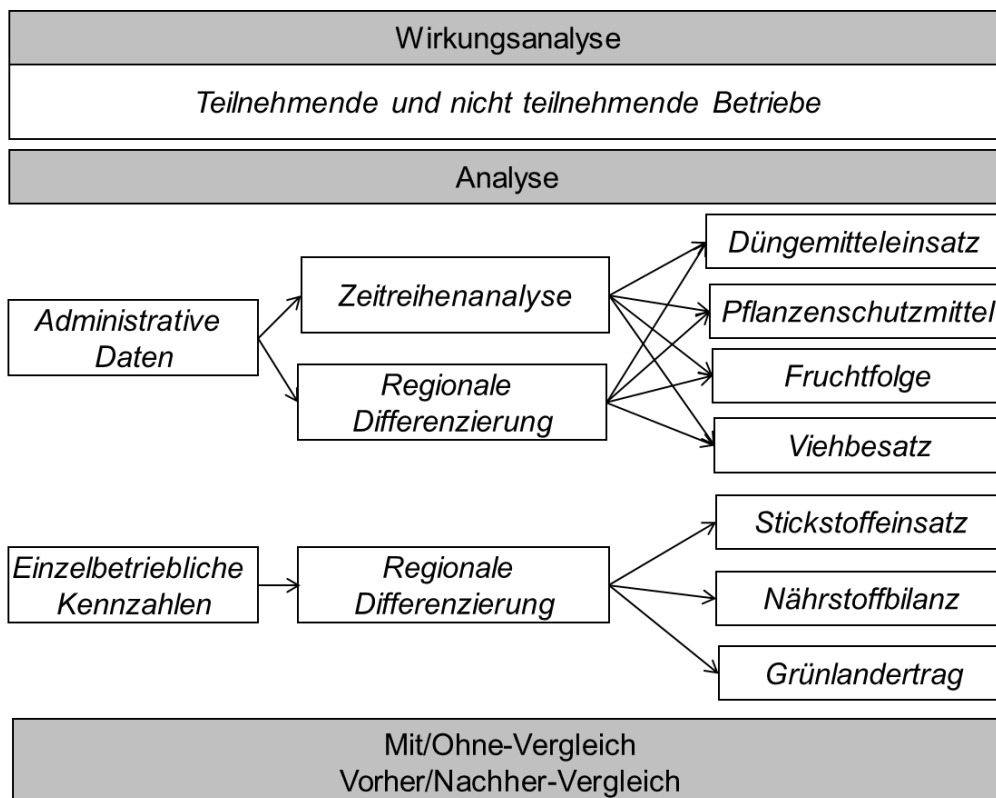 Wirkungsanalyse
Teilnehmende und nicht teilnehmende Betriebe
Analyse
Administrative
Daten
Zeitreihenanalyse
Regionale
Differenzierung
Düngemitteleinsatz
Pflanzenschutzmittel
Fruchtfolge
Viehbesatz
Einzelbetriebliche
Kennzahlen
Regionale
Differenzierung
Stickstoffeinsatz
Nährstoffbilanz
Grünlandertrag
Mit/Ohne-Vergleich
Vorher/Nachher-Vergleich